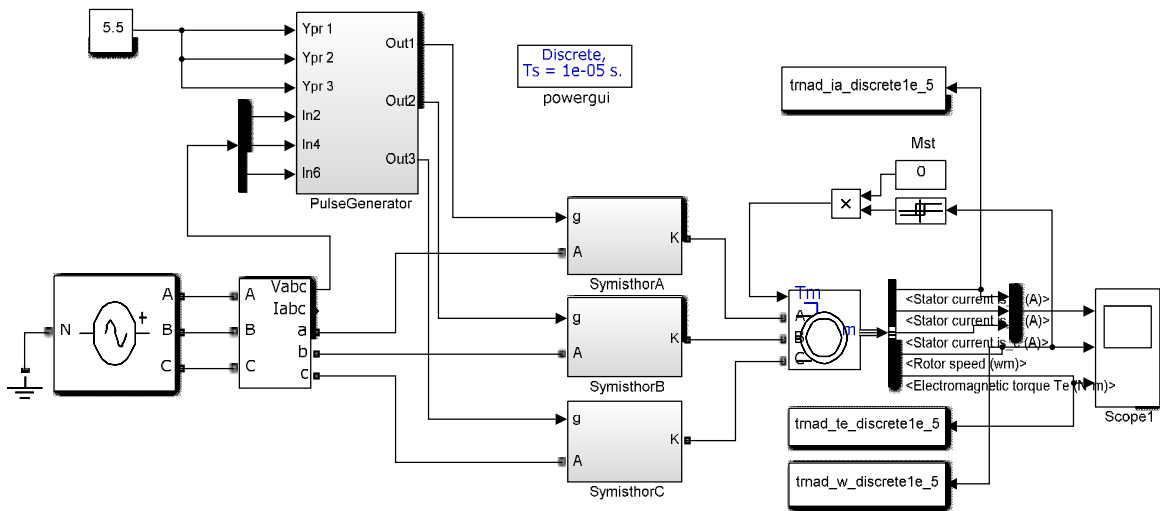 5.5
Ypr 1
Ypr 2
Ypr 3
In2
In4
In6
Out1
Out2
Out3
PulseGenerator
Discrete,
Ts = 1e-05 s.
powergui
trnad_ia_discrete1e_5
Mst
0
×
N
A
B
C
+
A
B
C
Vabc
Iabc
a
b
c
g
A
K
SymisthorA
g
A
K
SymisthorB
g
A
K
SymisthorC
Tm
A
B
C
m
<Stator current is (A)>
<Stator current is (A)>
<Stator current is_c (A)>
<Rotor speed (wm)>
<Electromagnetic torque Te (N*m)>
Scope1
trnad_te_discrete1e_5
trnad_w_discrete1e_5